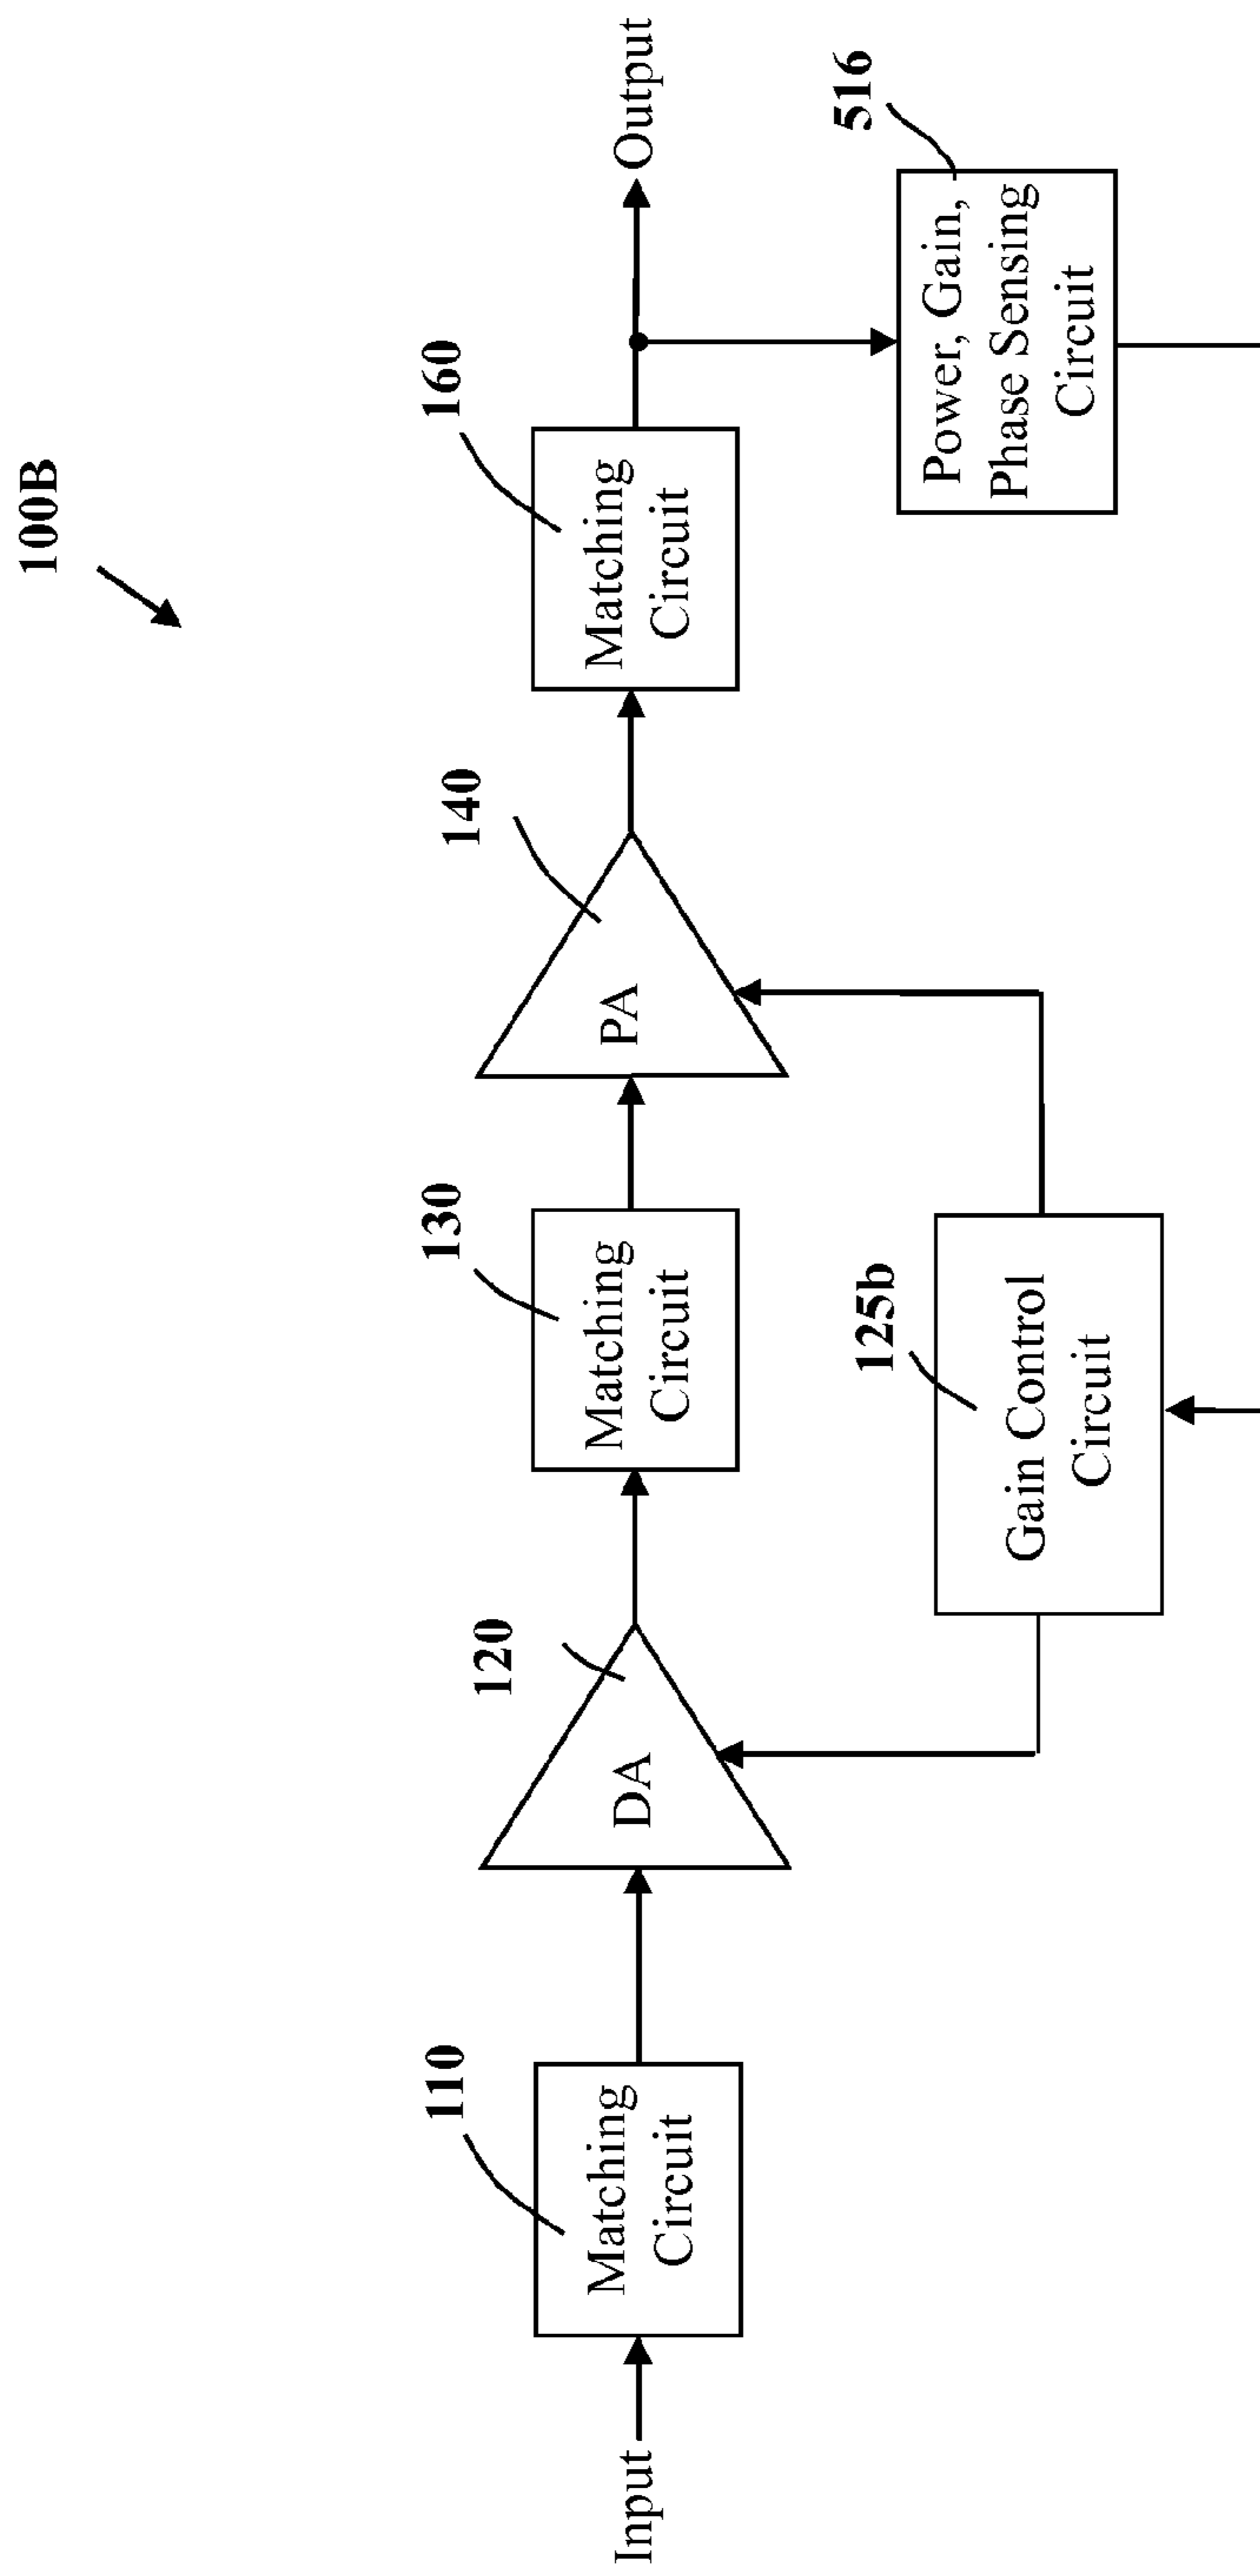 100B
Input
110
Matching
Circuit
120
DA
130
Matching
Circuit
140
PA
160
Matching
Circuit
Output
125b
Gain Control
Circuit
516
Power, Gain,
Phase Sensing
Circuit